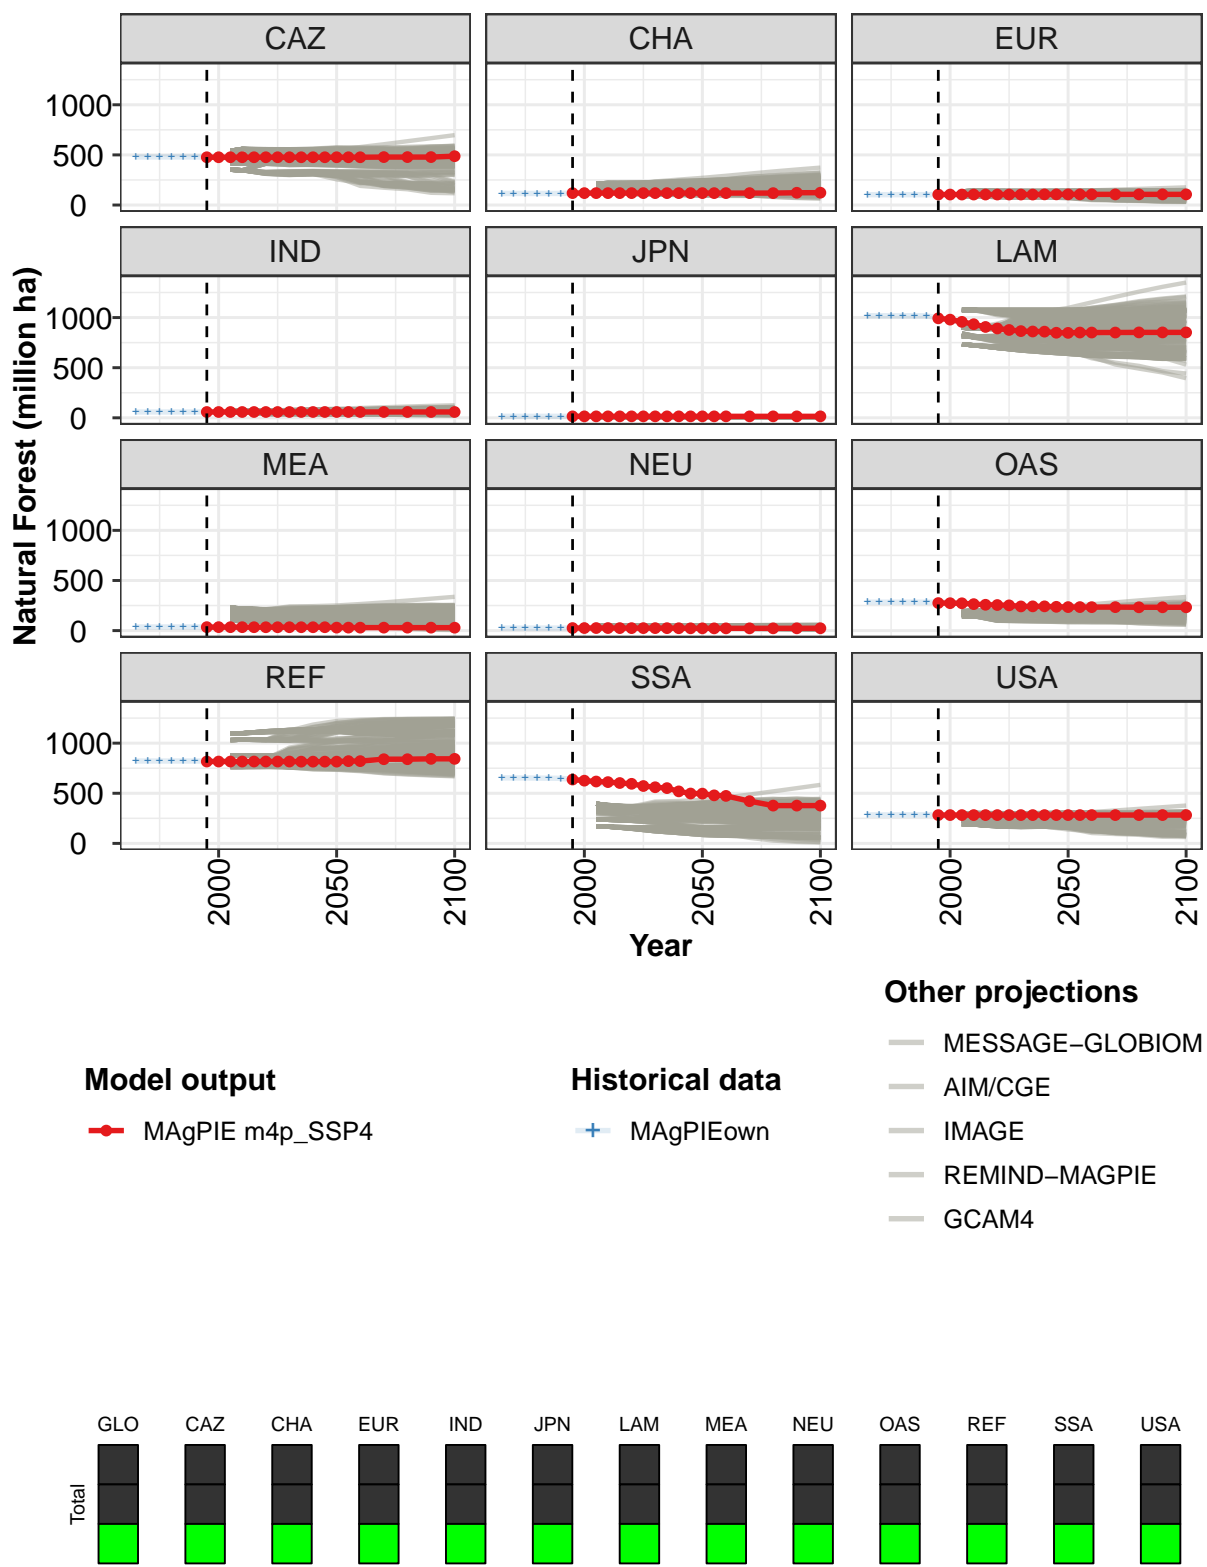 CAZ CHA EUR
1000
500
0
IND JPN LAM
1000
500
0
MEA NEU OAS
1000
500
0
REF SSA USA
1000
500
0
Natural Forest (million ha)
2000 2050 2100 2000 2050 2100 2000 2050 2100
Year
Model output
MAgPIE m4p_SSP4
Historical data
MAgPIEown
Other projections
MESSAGE−GLOBIOM
AIM/CGE
IMAGE
REMIND−MAGPIE
GCAM4
GLO CAZ CHA EUR IND JPN LAM MEA NEU OAS REF SSA USA
Total